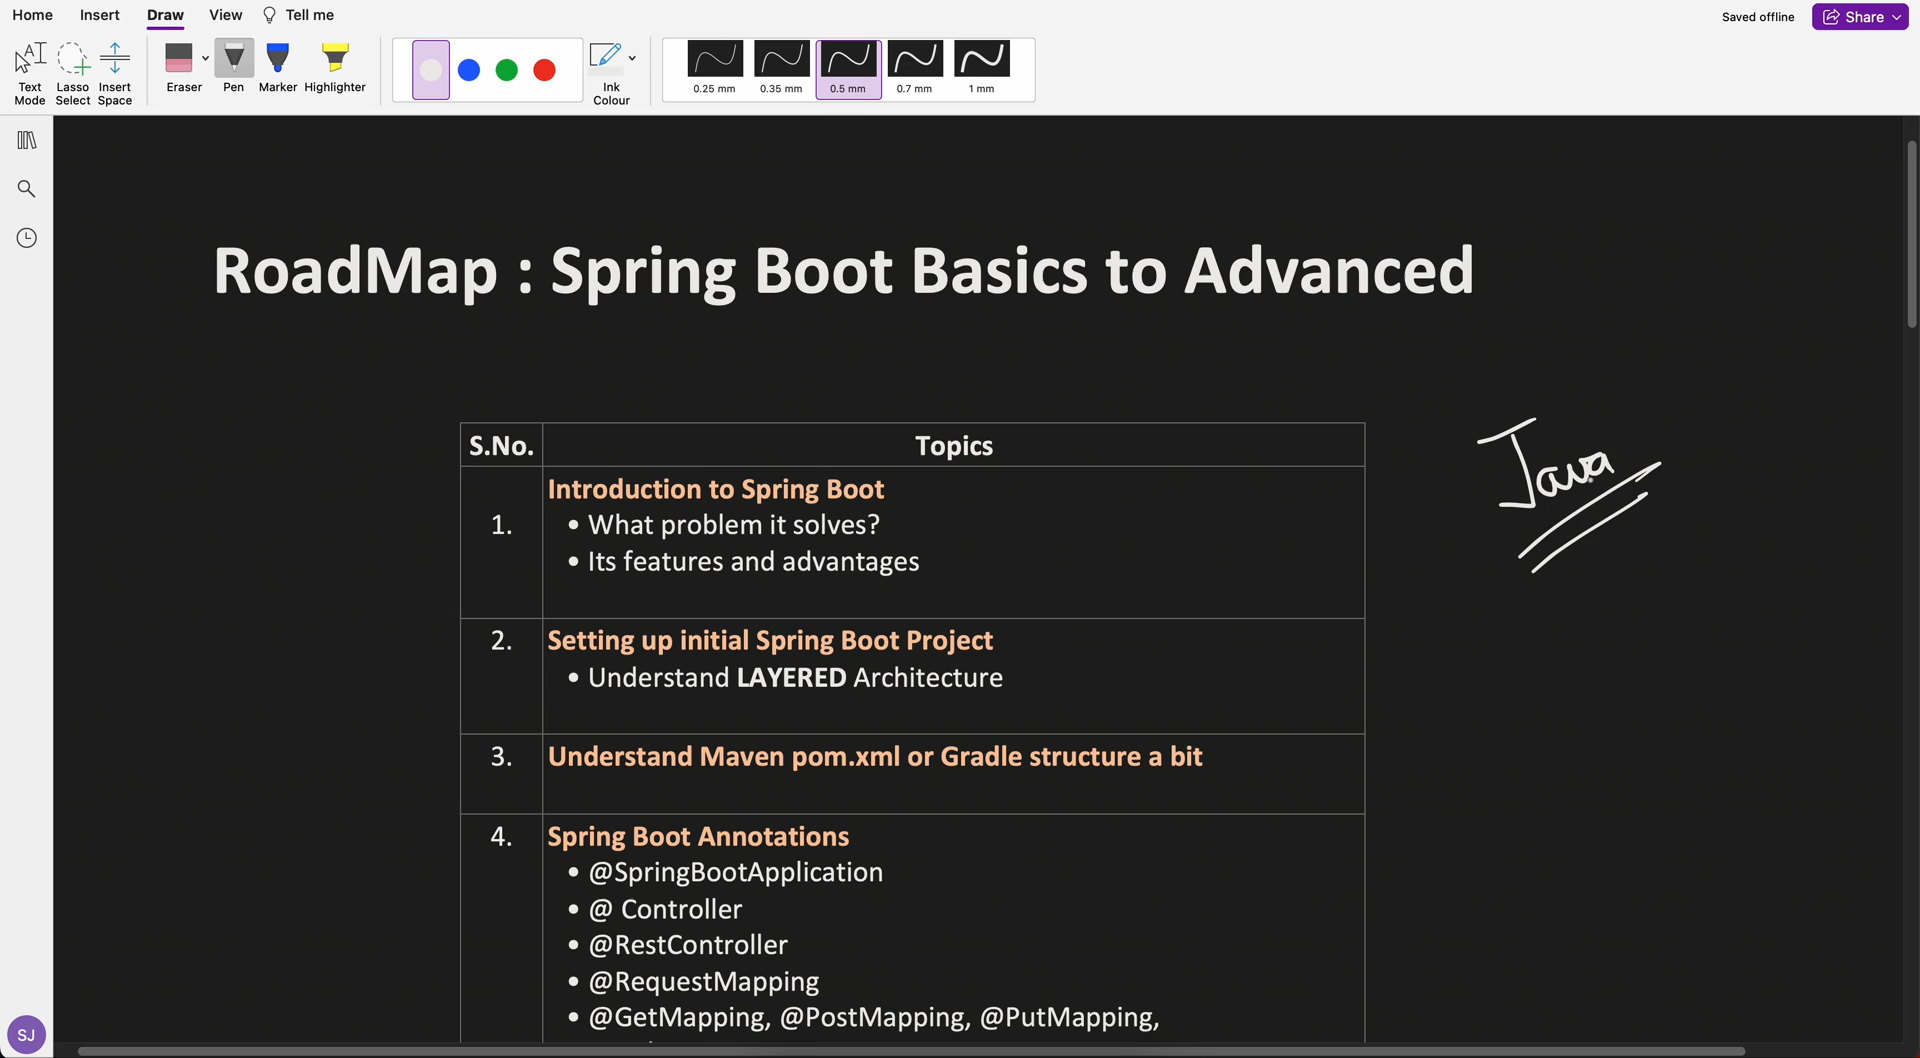 Home Insert Draw View Tell me
Saved offline Share
Text Mode
Lasso Select
Insert Space
Eraser
Pen
Marker
Highlighter
Ink Colour
0.25 mm
0.35 mm
0.5 mm
0.7 mm
1 mm
RoadMap : Spring Boot Basics to Advanced
Java
S.No. Topics
Introduction to Spring Boot
1. • What problem it solves?
• Its features and advantages
2. Setting up initial Spring Boot Project
• Understand LAYERED Architecture
3. Understand Maven pom.xml or Gradle structure a bit
4. Spring Boot Annotations
• @SpringBootApplication
• @ Controller
• @RestController
• @RequestMapping
• @GetMapping, @PostMapping, @PutMapping,
SJ